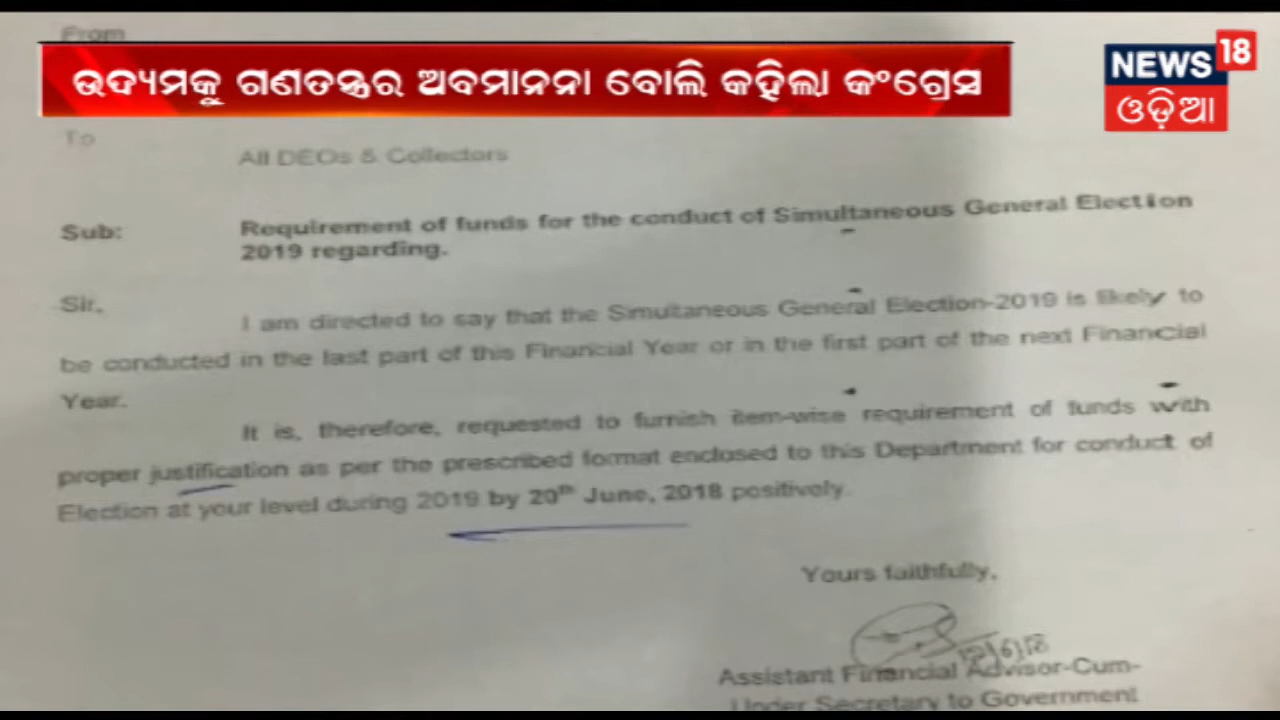 From
ଉଦ୍ୟମକୁ ଗଣତନ୍ତ୍ରର ଅବମାନନା ବୋଲି କହିଲା କଂଗ୍ରେସ
NEWS 18
ଓଡ଼ିଆ
To
All DEOs & Collectors
Sub: Requirement of funds for the conduct of Simultaneous General Election
2019 regarding.
Sir,
I am directed to say that the Simultaneous General Election-2019 is likely to
be conducted in the last part of this Financial Year or in the first part of the next Financial
Year.
It is, therefore, requested to furnish item-wise requirement of funds with
proper justification as per the prescribed format enclosed to this Department for conduct of
Election at your level during 2019 by 20th June, 2018 positively.
Yours faithfully,
Assistant Financial Advisor-Cum-
Under Secretary to Government